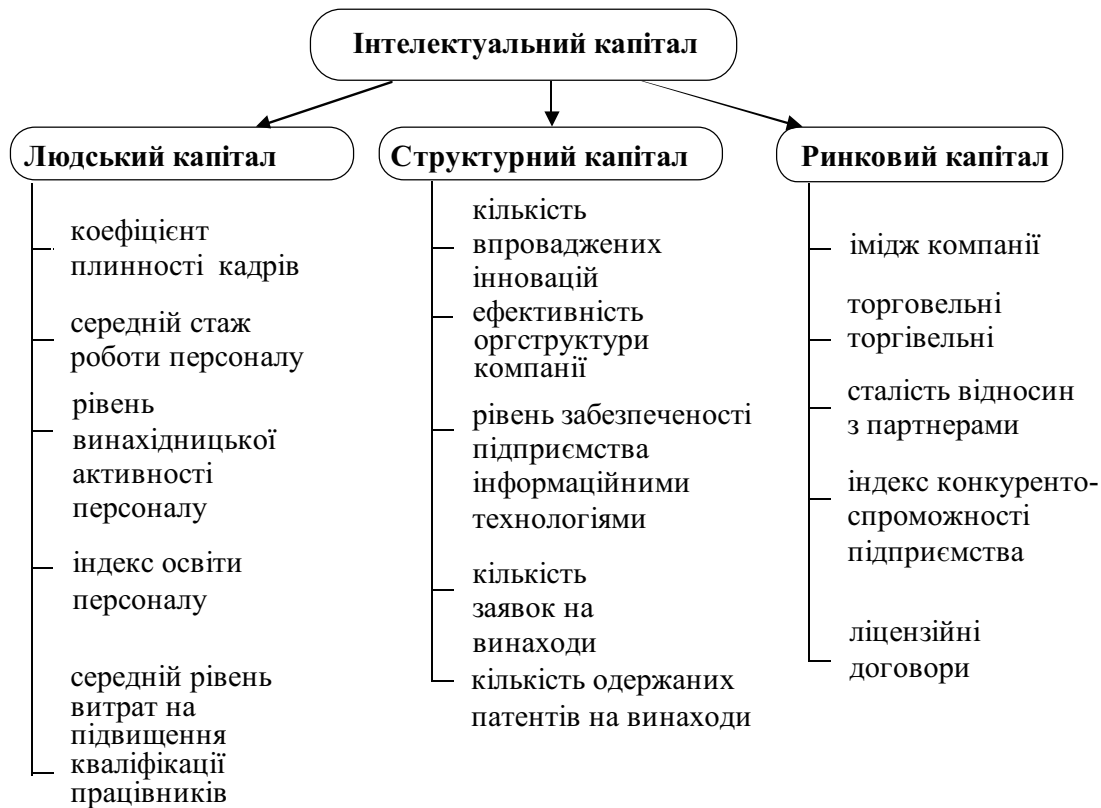 Інтелектуальний капітал
Людський капітал
коефіцієнт
плинності кадрів
середній стаж
роботи персоналу
рівень
винахідницької
активності
персоналу
індекс освіти
персоналу
середній рівень
витрат на
підвищення
кваліфікації
працівників
Структурний капітал
кількість
впроваджених
інновацій
ефективність
оргструктури
компанії
рівень забезпеченості
підприємства
інформаційними
технологіями
кількість
заявок на
винаходи
кількість одержаних
патентів на винаходи
Ринковий капітал
імідж компанії
торговельні
торгівельні
сталість відносин
з партнерами
індекс конкуренто-
спроможності
підприємства
ліцензійні
договори